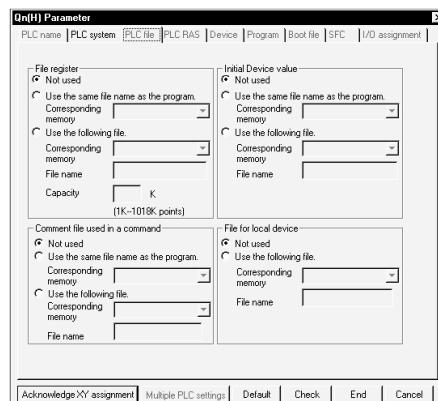 Qn(H) Parameter
PLC name PLC system PLC file PLC RAS Device Program Boot file SFC I/O assignment
File register
Not used
Use the same file name as the program.
Corresponding
memory
Use the following file.
Corresponding
memory
File name
Capacity K
(1K--1018K points)
Initial Device value
Not used
Use the same file name as the program.
Corresponding
memory
Use the following file.
Corresponding
memory
File name
Comment file used in a command
Not used
Use the same file name as the program.
Corresponding
memory
Use the following file.
Corresponding
memory
File name
File for local device
Not used
Use the following file.
Corresponding
memory
File name
Acknowledge XY assignment Multiple PLC settings Default Check End Cancel